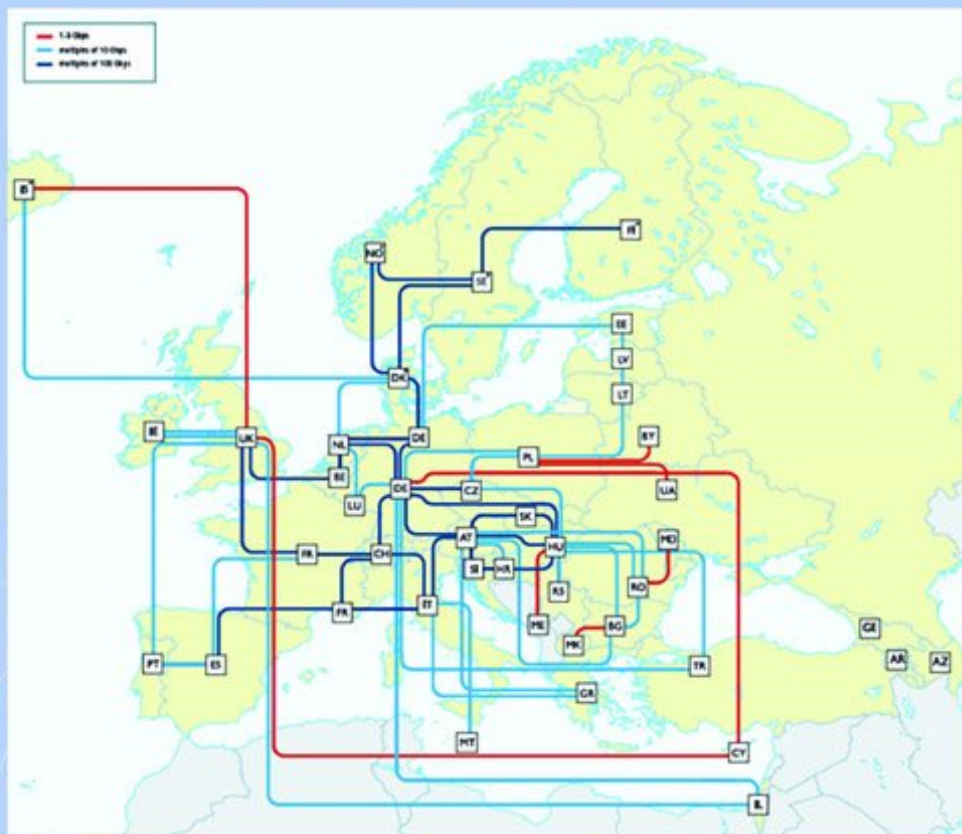 1-5 Gbps
multiples of 10 Gbps
multiples of 100 Gbps
IS
FI
NO
SE
EE
LV
DK
LT
IE
UK
NL
DE
BY
PL
BE
DE
CZ
UA
LU
SK
AT
HU
MD
FR
CH
SI
HR
RS
RO
FR
IT
ME
BG
MK
GE
PT
ES
TR
AR
AZ
GR
MT
CY
IL